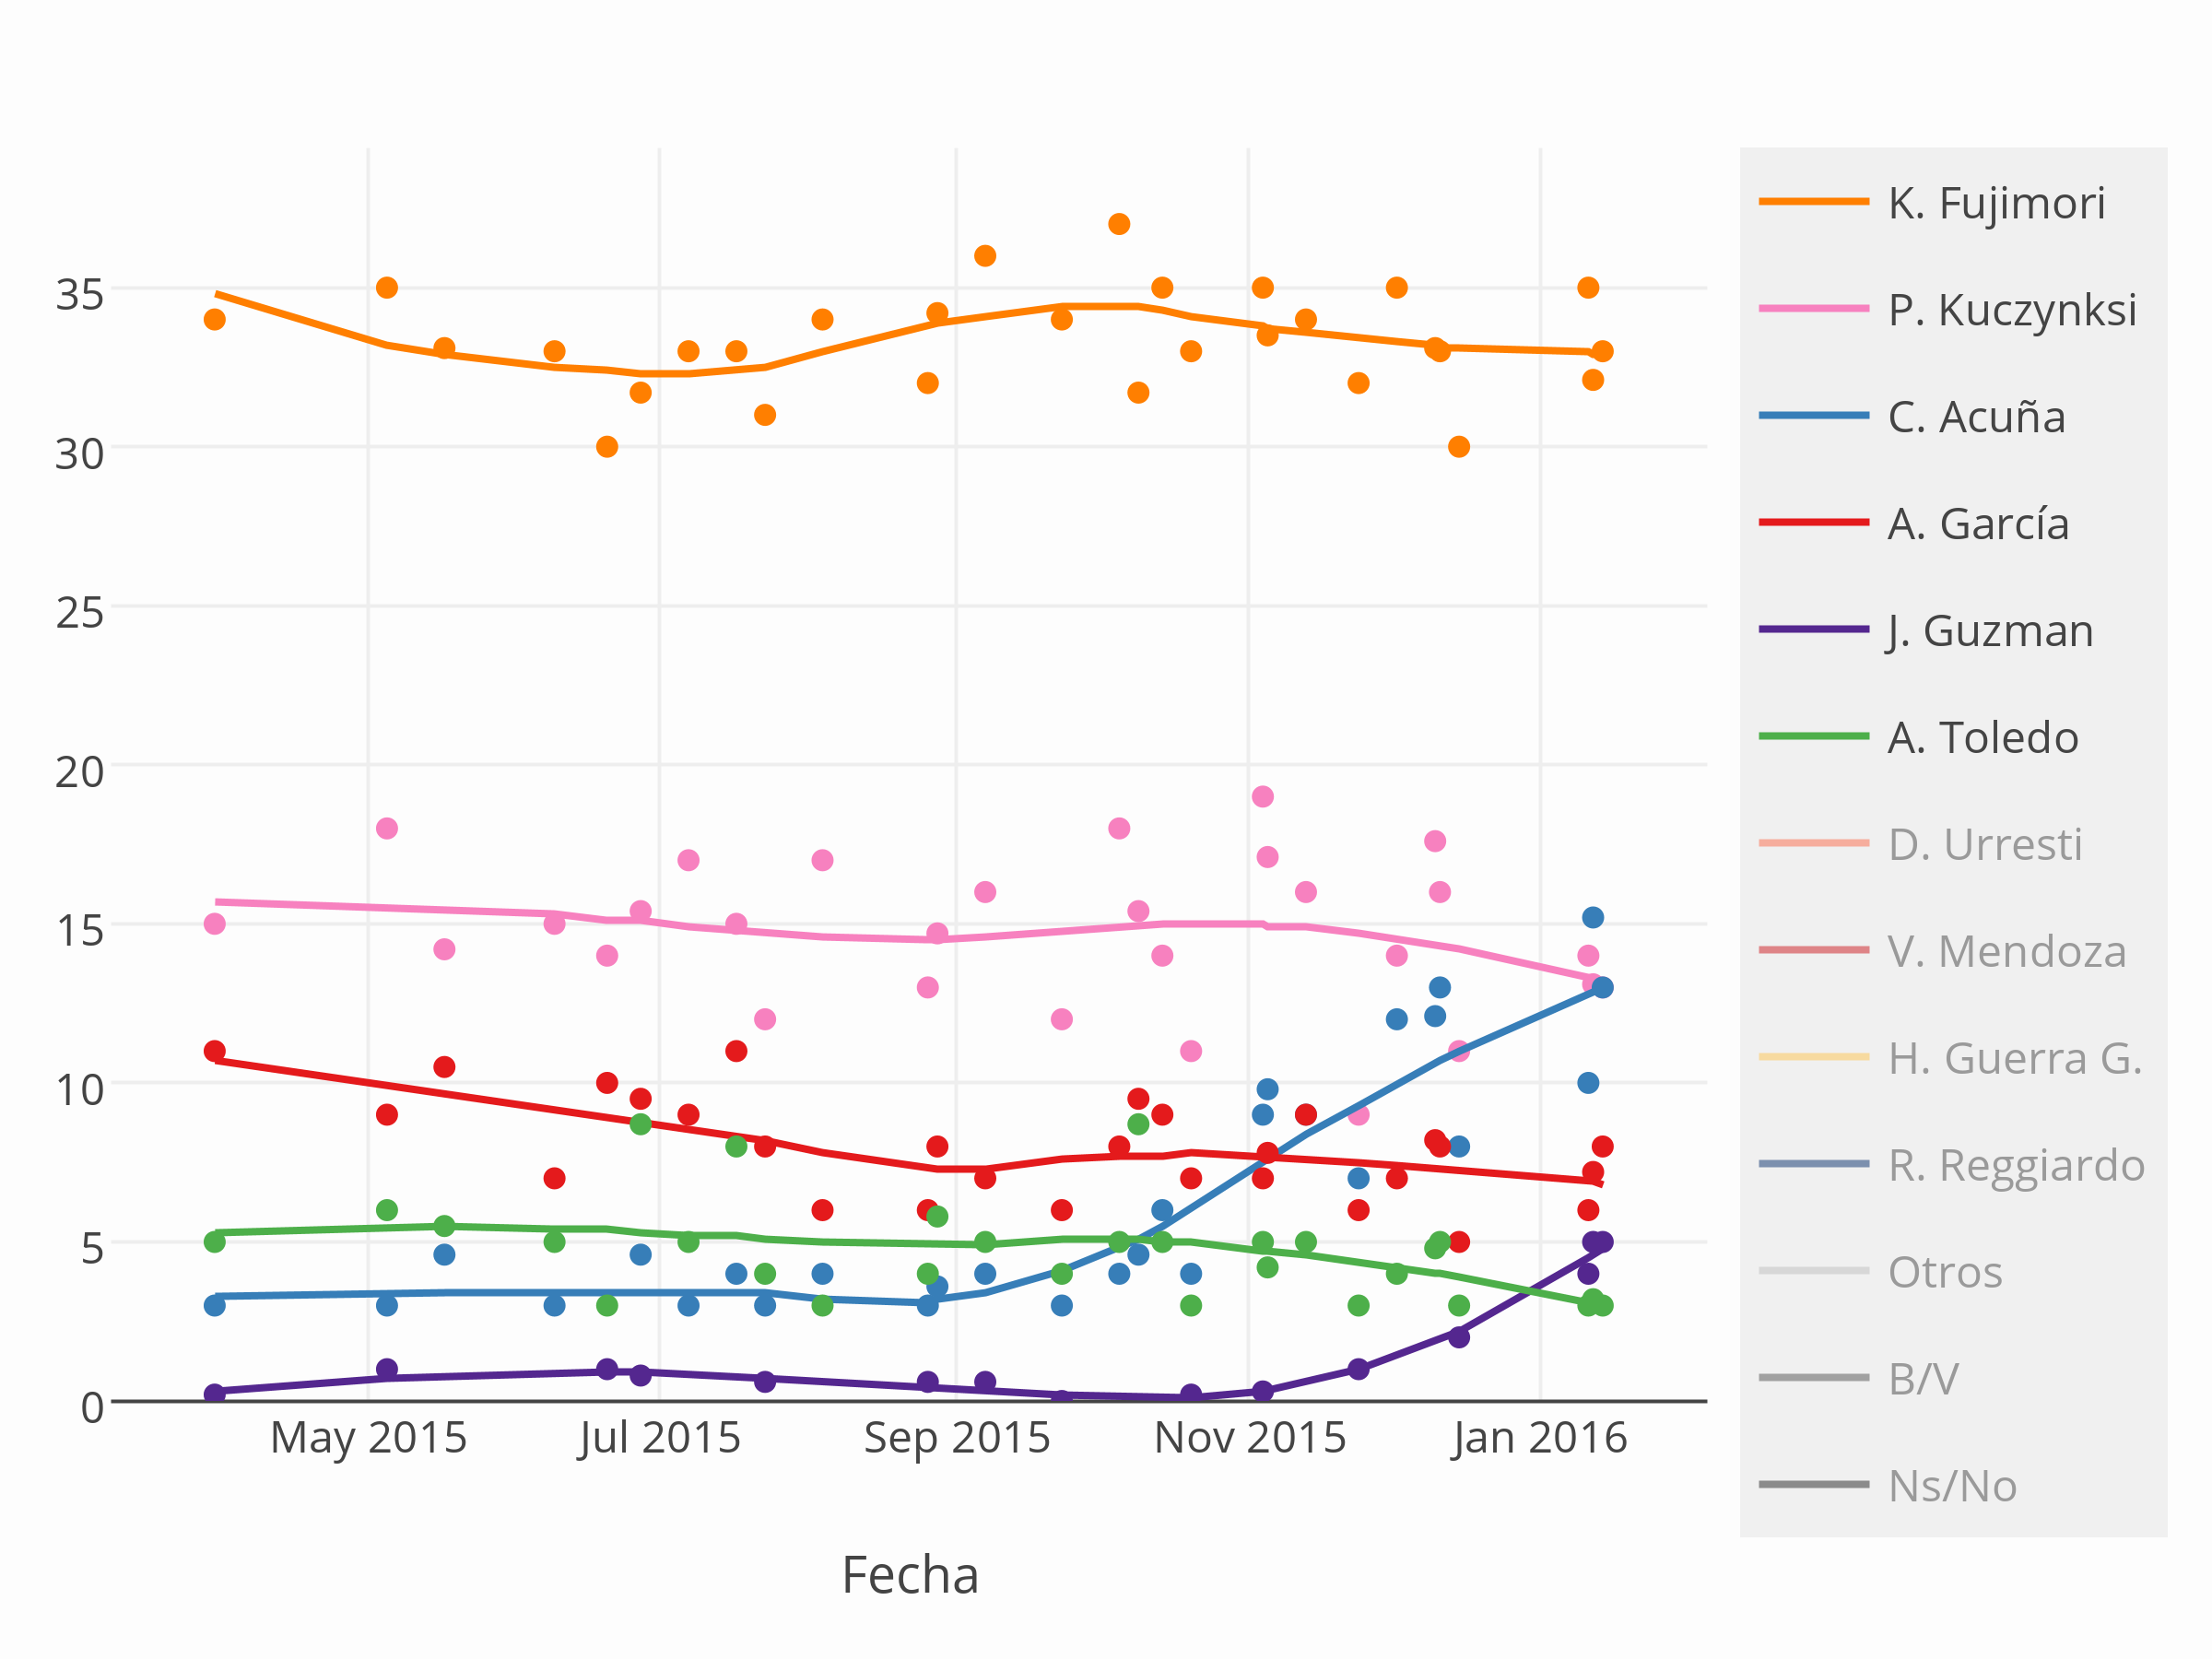 35
30
25
20
15
10
5
0
May 2015
Jul 2015
Sep 2015
Nov 2015
Jan 2016
Fecha
K. Fujimori
P. Kuczynksi
C. Acuña
A. García
J. Guzman
A. Toledo
D. Urresti
V. Mendoza
H. Guerra G.
R. Reggiardo
Otros
B/V
Ns/No